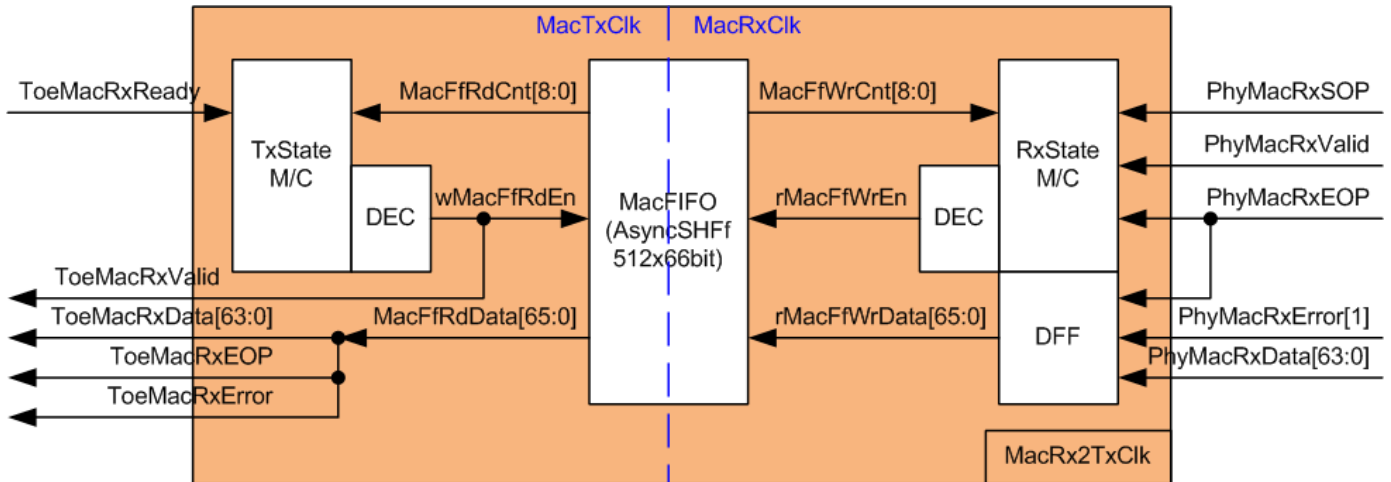 MacTxClk
MacRxClk
ToeMacRxReady
MacFfRdCnt[8:0]
MacFfWrCnt[8:0]
PhyMacRxSOP
TxState
M/C
RxState
M/C
PhyMacRxValid
DEC
wMacFfRdEn
MacFIFO
(AsyncSHFf
512x66bit)
rMacFfWrEn
DEC
PhyMacRxEOP
ToeMacRxValid
ToeMacRxData[63:0]
MacFfRdData[65:0]
rMacFfWrData[65:0]
DFF
PhyMacRxError[1]
ToeMacRxEOP
PhyMacRxData[63:0]
ToeMacRxError
MacRx2TxClk